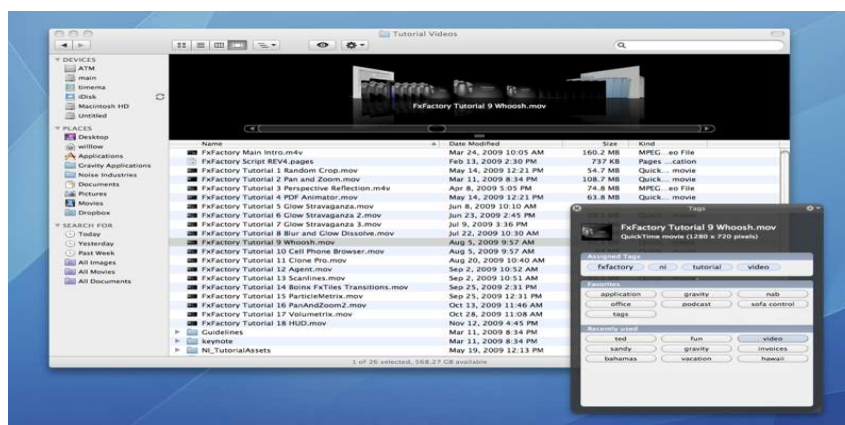 Tutorial Videos
DEVICES
ATM
main
timema
iDisk
Macintosh HD
Untitled
PLACES
Desktop
willlow
Applications
Gravity Applications
Noise Industries
Documents
Pictures
Movies
Dropbox
SEARCH FOR
Today
Yesterday
Past Week
All Images
All Movies
All Documents
FxFactory Tutorial 9 Whoosh.mov
Name Date Modified Size Kind
FxFactory Main Intro.m4v Mar 24, 2009 10:05 AM 160.2 MB MPEG...eo File
FxFactory Script REV4.pages Feb 13, 2009 2:30 PM 737 KB Pages ...cation
FxFactory Tutorial 1 Random Crop.mov May 14, 2009 12:21 PM 54.7 MB Quick... movie
FxFactory Tutorial 2 Pan and Zoom.mov Mar 11, 2009 8:34 PM 108.7 MB Quick... movie
FxFactory Tutorial 3 Perspective Reflection.m4v Apr 8, 2009 5:05 PM 74.8 MB MPEG...eo File
FxFactory Tutorial 4 PDF Animator.mov May 14, 2009 12:21 PM 63.8 MB Quick... movie
FxFactory Tutorial 5 Glow Stravaganza.mov Jun 8, 2009 10:10 AM
FxFactory Tutorial 6 Glow Stravaganza 2.mov Jun 23, 2009 2:45 PM
FxFactory Tutorial 7 Glow Stravaganza 3.mov Jul 9, 2009 3:36 PM
FxFactory Tutorial 8 Blur and Glow Dissolve.mov Jul 22, 2009 10:30 AM
FxFactory Tutorial 9 Whoosh.mov Aug 5, 2009 9:57 AM
FxFactory Tutorial 10 Cell Phone Browser.mov Aug 5, 2009 9:57 AM
FxFactory Tutorial 11 Clone Pro.mov Aug 20, 2009 10:40 AM
FxFactory Tutorial 12 Agent.mov Sep 2, 2009 10:52 AM
FxFactory Tutorial 13 Scanlines.mov Sep 2, 2009 10:51 AM
FxFactory Tutorial 14 Boinx FxTiles Transitions.mov Sep 25, 2009 2:31 PM
FxFactory Tutorial 15 ParticleMetrix.mov Sep 25, 2009 12:31 PM
FxFactory Tutorial 16 PanAndZoom2.mov Oct 13, 2009 11:46 AM
FxFactory Tutorial 17 Volumetrix.mov Oct 28, 2009 11:08 AM
FxFactory Tutorial 18 HUD.mov Nov 12, 2009 4:45 PM
Guidelines Mar 11, 2009 8:34 PM
keynote Mar 11, 2009 8:34 PM
NI_TutorialAssets May 19, 2009 12:13 PM
1 of 26 selected, 568.27 GB available
Tags
FxFactory Tutorial 9 Whoosh.mov
QuickTime movie (1280 x 720 pixels)
Assigned Tags
fxfactory ni tutorial video
Favorites
application gravity nab
office podcast sofa control
tags
Recently used
ted fun video
sandy gravity invoices
bahamas vacation hawaii